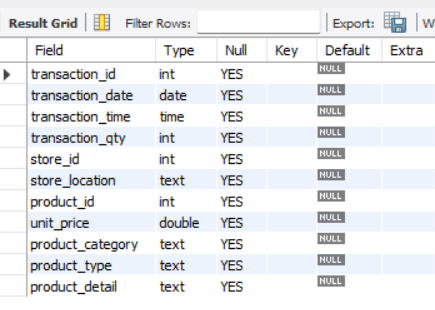 Result Grid Filter Rows: Export: W
Field Type Null Key Default Extra
transaction_id int YES NULL
transaction_date date YES NULL
transaction_time time YES NULL
transaction_qty int YES NULL
store_id int YES NULL
store_location text YES NULL
product_id int YES NULL
unit_price double YES NULL
product_category text YES NULL
product_type text YES NULL
product_detail text YES NULL